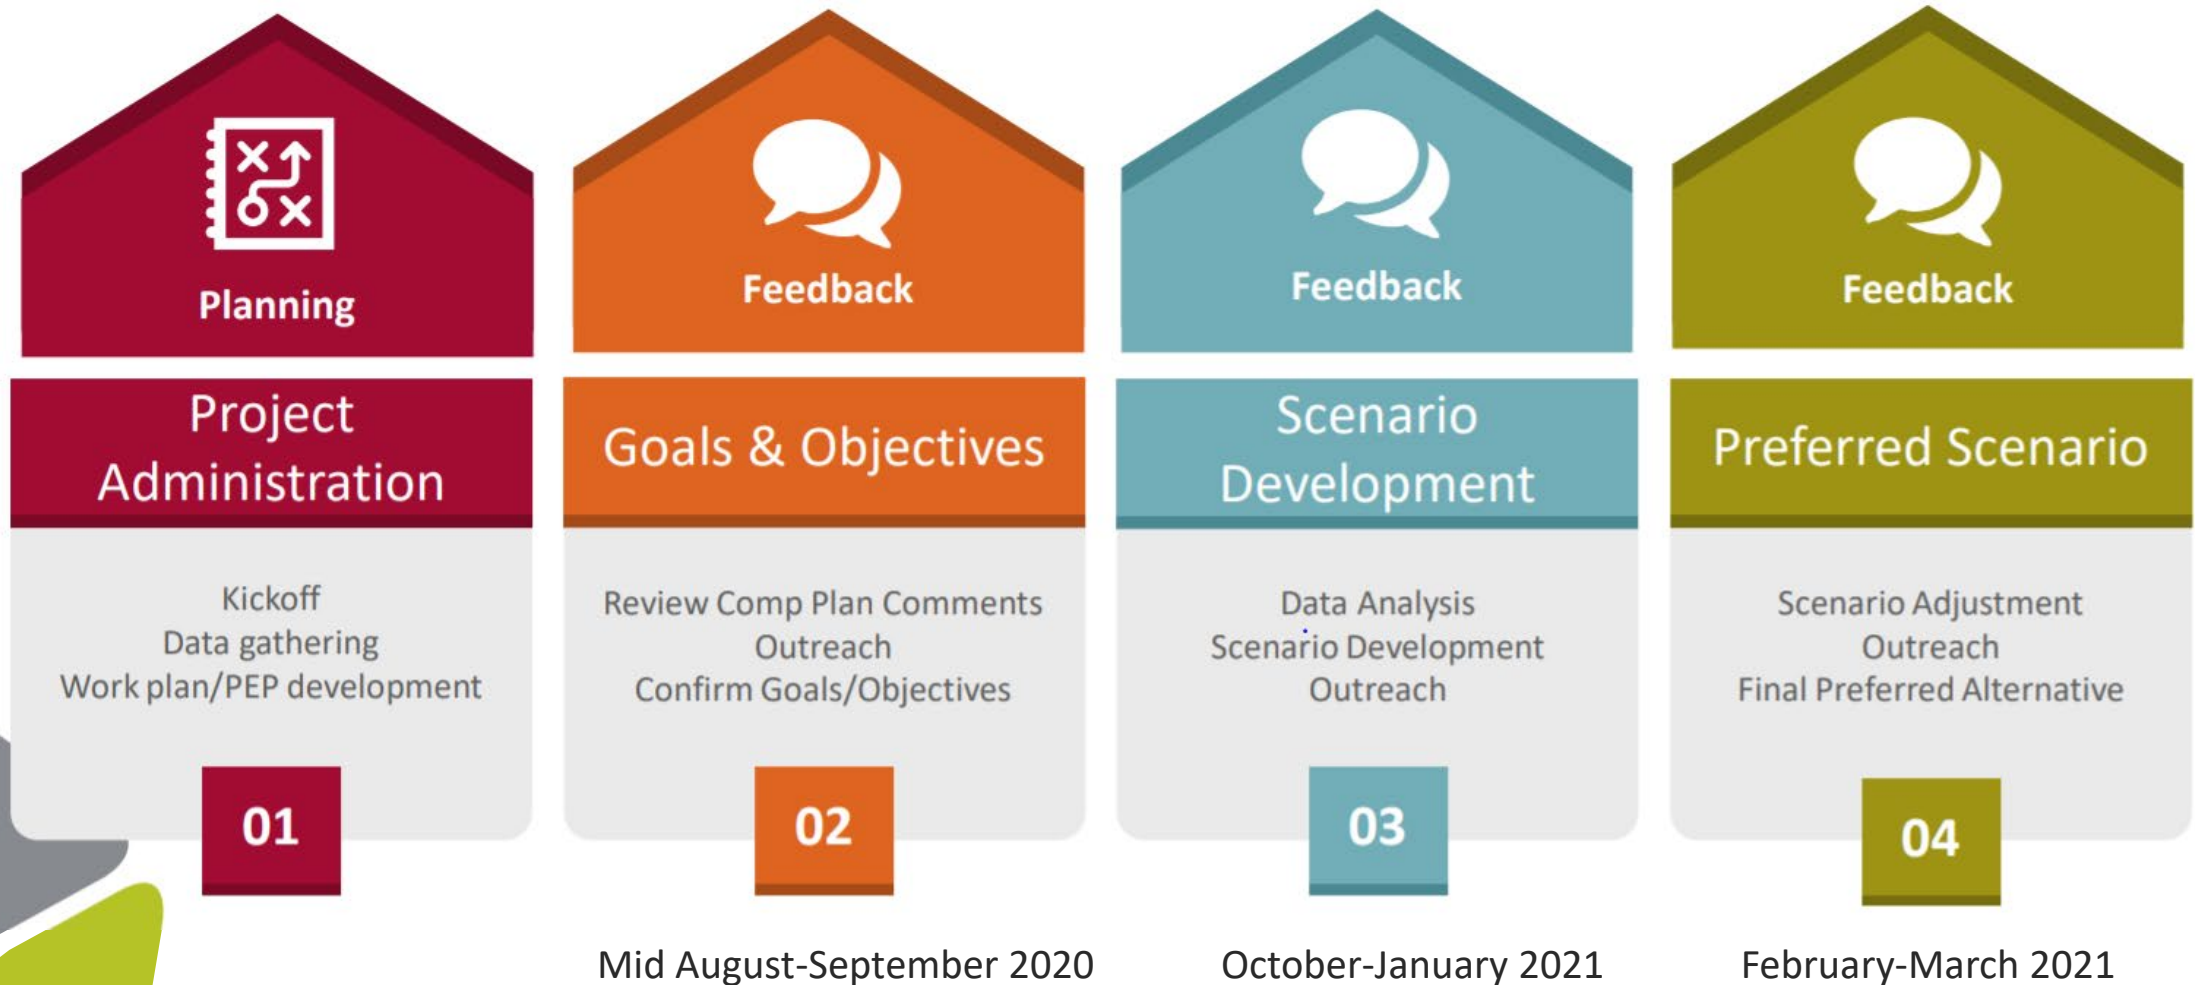 Planning
Project
Administration
Kickoff
Data gathering
Work plan/PEP development
01
Feedback
Goals & Objectives
Review Comp Plan Comments
Outreach
Confirm Goals/Objectives
02
Mid August-September 2020
Feedback
Scenario
Development
Data Analysis
Scenario Development
Outreach
03
October-January 2021
Feedback
Preferred Scenario
Scenario Adjustment
Outreach
Final Preferred Alternative
04
February-March 2021